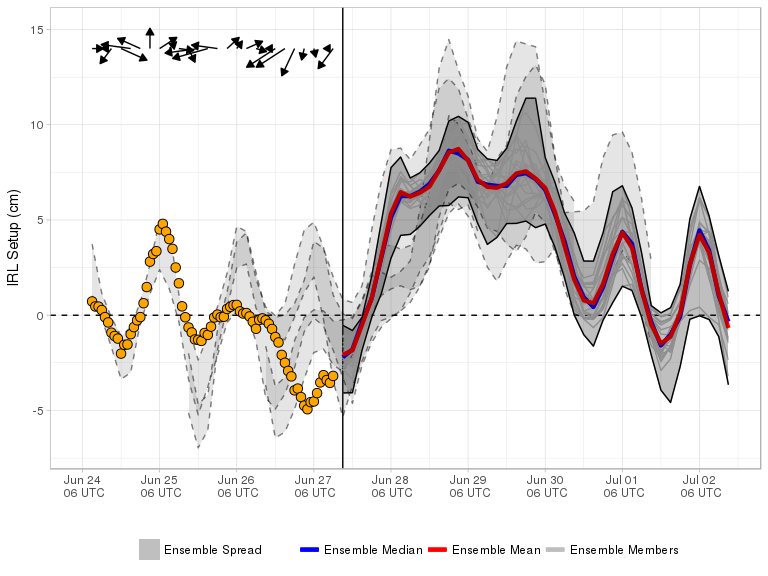 IRL Setup (cm)
15
10
5
0
-5
Jun 24 Jun 25 Jun 26 Jun 27 Jun 28 Jun 29 Jun 30 Jul 01 Jul 02
06 UTC 06 UTC 06 UTC 06 UTC 06 UTC 06 UTC 06 UTC 06 UTC 06 UTC
Ensemble Spread Ensemble Median Ensemble Mean Ensemble Members